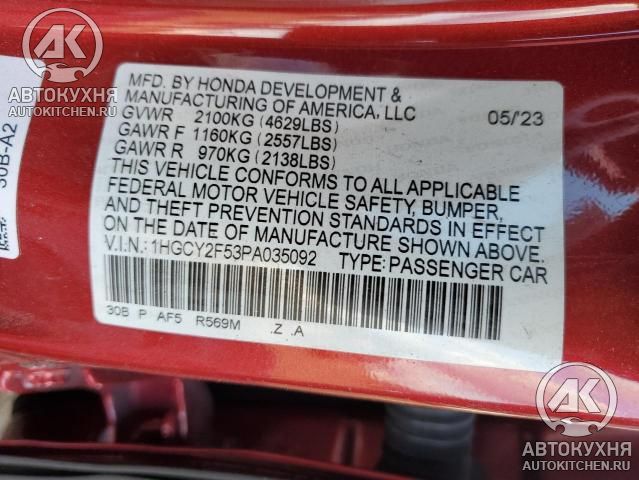 АК
АВТОКУХНЯ
AUTOKITCHEN.RU
30B-A2
MFD. BY HONDA DEVELOPMENT &
MANUFACTURING OF AMERICA, LLC 05/23
GVWR 2100KG (4629LBS)
GAWR F 1160KG (2557LBS)
GAWR R 970KG (2138LBS)
THIS VEHICLE CONFORMS TO ALL APPLICABLE
FEDERAL MOTOR VEHICLE SAFETY, BUMPER,
AND THEFT PREVENTION STANDARDS IN EFFECT
ON THE DATE OF MANUFACTURE SHOWN ABOVE.
V.I.N.: 1HGCY2F53PA035092 TYPE: PASSENGER CAR
30B P AF5 R569M .Z .A
АК
АВТОКУХНЯ
AUTOKITCHEN.RU